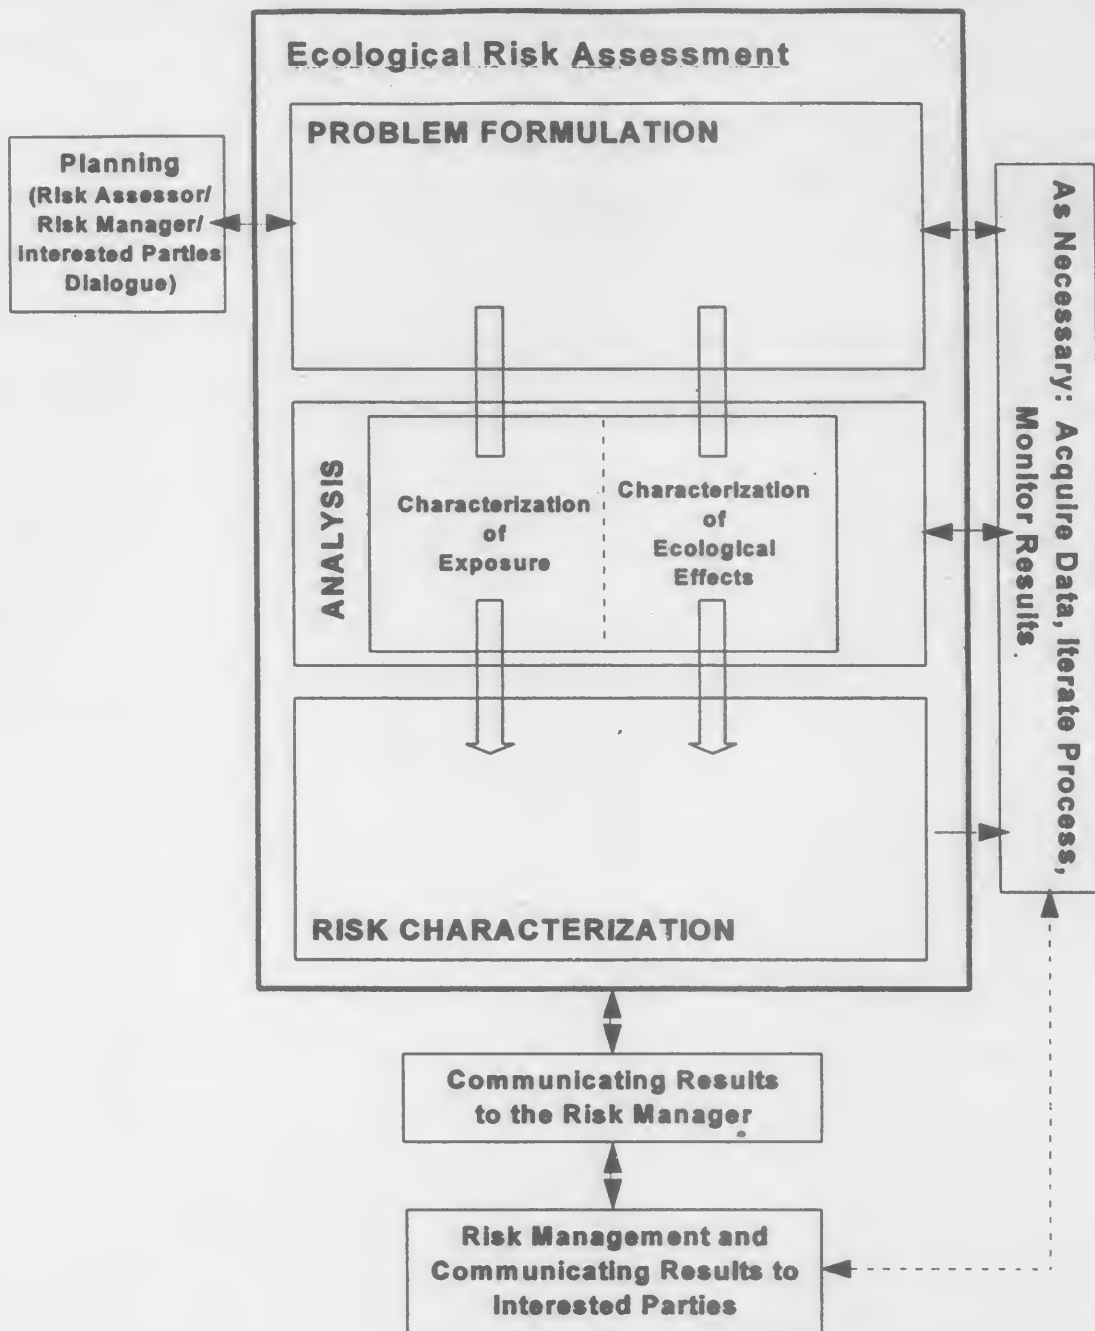 Ecological Risk Assessment
PROBLEM FORMULATION
Planning
(Risk Assessor/
Risk Manager/
Interested Parties
Dialogue)
As Necessary: Acquire Data, Iterate Process,
Monitor Results
ANALYSIS
Characterization
of
Exposure
Characterization
of
Ecological
Effects
RISK CHARACTERIZATION
Communicating Results
to the Risk Manager
Risk Management and
Communicating Results to
Interested Parties